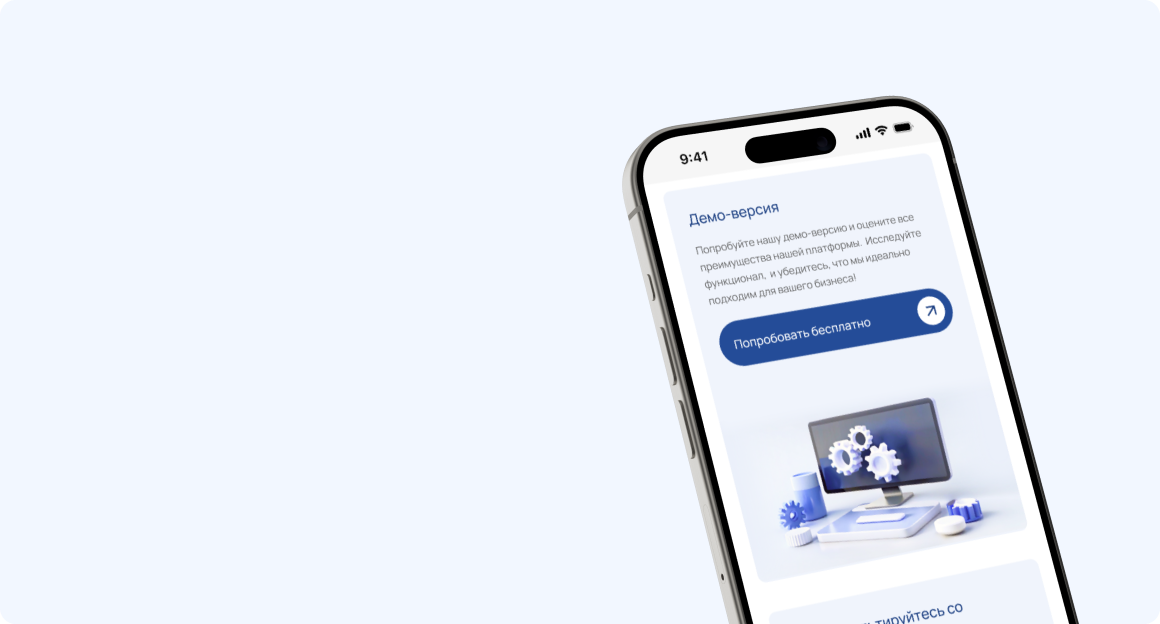 9:41
Демо-версия
Попробуйте нашу демо-версию и оцените все
преимущества нашей платформы. Исследуйте
функционал, и убедитесь, что мы идеально
подходим для вашего бизнеса!
Попробовать бесплатно
тируйтесь со